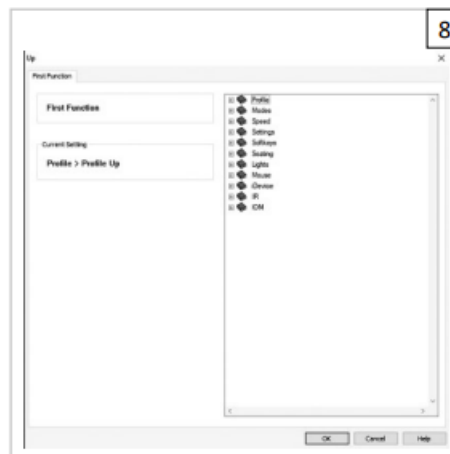 8
Up
First Function
First Function
Current Setting
Profile > Profile Up
Profile
Modes
Speed
Settings
Softkeys
Seating
Lights
Mouse
iDevice
IR
IOM
OK
Cancel
Help